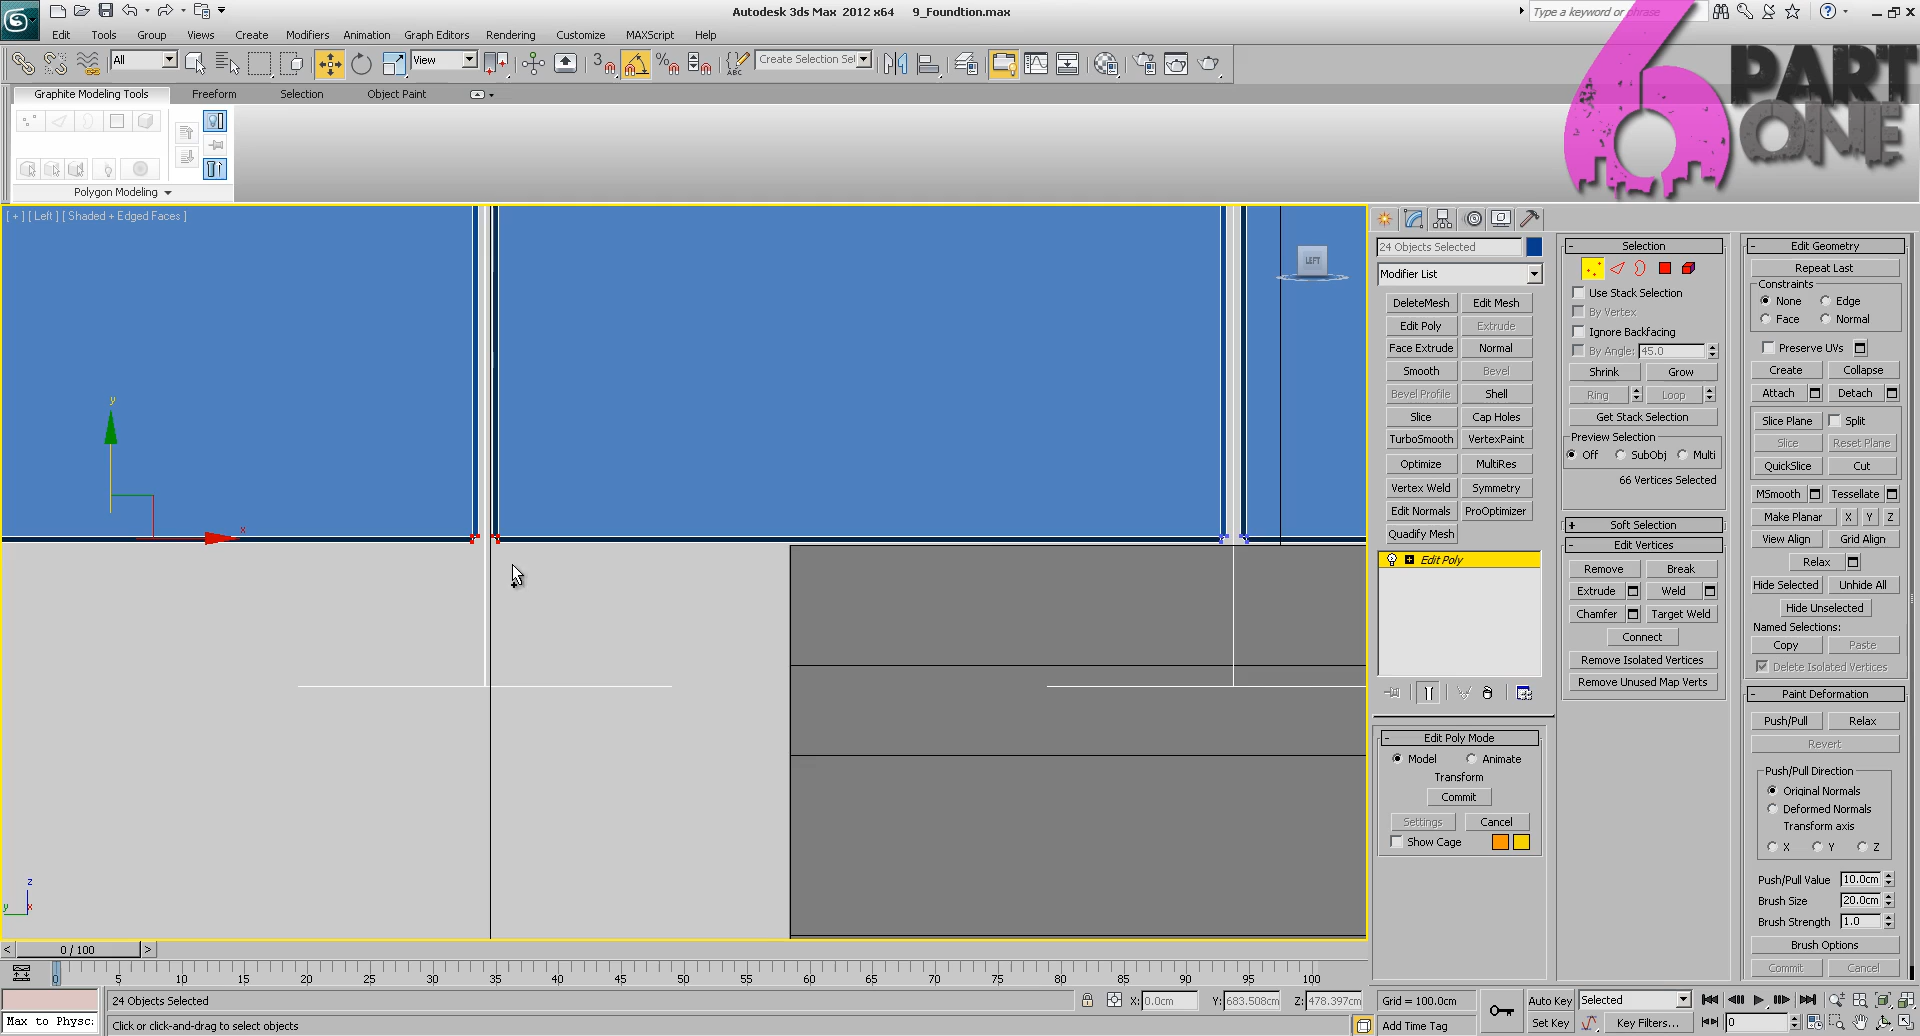 Autodesk 3ds Max 2012 x64 9_Foundtion.max
Type a keyword or phrase
Edit Tools Group Views Create Modifiers Animation Graph Editors Rendering Customize MAXScript Help
All
View
3
ABC
Create Selection Sel
Graphite Modeling Tools Freeform Selection Object Paint
Polygon Modeling
6 PART
ONE
[ + ] [ Left ] [ Shaded + Edged Faces ]
LEFT
y
x
z
y
x
24 Objects Selected
Modifier List
DeleteMesh Edit Mesh
Edit Poly Extrude
Face Extrude Normal
Smooth Bevel
Bevel Profile Shell
Slice Cap Holes
TurboSmooth VertexPaint
Optimize MultiRes
Vertex Weld Symmetry
Edit Normals ProOptimizer
Quadify Mesh
Edit Poly
Edit Poly Mode
Model Animate
Transform
Commit
Settings Cancel
Show Cage
Selection
Use Stack Selection
By Vertex
Ignore Backfacing
By Angle: 45.0
Shrink Grow
Ring Loop
Get Stack Selection
Preview Selection
Off SubObj Multi
66 Vertices Selected
Soft Selection
Edit Vertices
Remove Break
Extrude Weld
Chamfer Target Weld
Connect
Remove Isolated Vertices
Remove Unused Map Verts
Edit Geometry
Repeat Last
Constraints
None Edge
Face Normal
Preserve UVs
Create Collapse
Attach Detach
Slice Plane Split
Slice Reset Plane
QuickSlice Cut
MSmooth Tessellate
Make Planar X Y Z
View Align Grid Align
Relax
Hide Selected Unhide All
Hide Unselected
Named Selections:
Copy Paste
Delete Isolated Vertices
Paint Deformation
Push/Pull Relax
Revert
Push/Pull Direction
Original Normals
Deformed Normals
Transform axis
X Y Z
Push/Pull Value 10.0cm
Brush Size 20.0cm
Brush Strength 1.0
Brush Options
Commit Cancel
< 0 / 100 >
0 5 10 15 20 25 30 35 40 45 50 55 60 65 70 75 80 85 90 95 100
24 Objects Selected X: 0.0cm Y: 683.508cm Z: 478.397cm Grid = 100.0cm Auto Key Selected
Max to Physc: Click or click-and-drag to select objects Add Time Tag Set Key Key Filters... 0